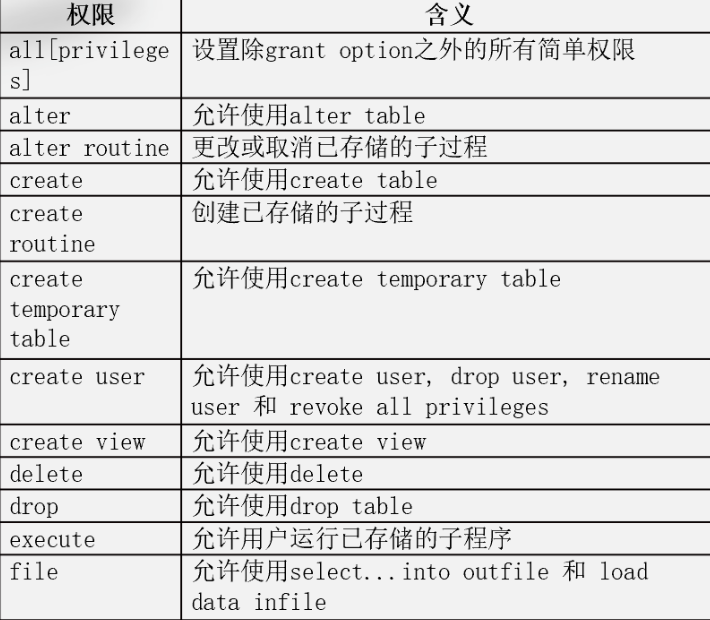 权限 含义
all[privilege 设置除grant option之外的所有简单权限
s]
alter 允许使用alter table
alter routine 更改或取消已存储的子过程
create 允许使用create table
create 创建已存储的子过程
routine
create 允许使用create temporary table
temporary
table
create user 允许使用create user, drop user, rename
user 和 revoke all privileges
create view 允许使用create view
delete 允许使用delete
drop 允许使用drop table
execute 允许用户运行已存储的子程序
file 允许使用select...into outfile 和 load
data infile